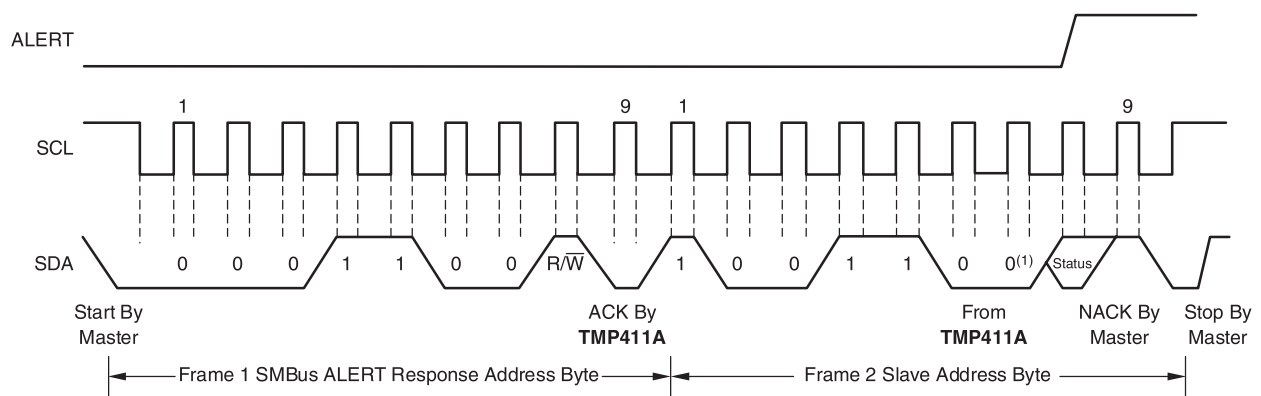 ALERT
1 9 1 9
SCL
SDA 0 0 0 1 1 0 0 R/W̅ 1 0 0 1 1 0 0(1) Status
Start By ACK By From NACK By Stop By
Master TMP411A TMP411A Master Master
Frame 1 SMBus ALERT Response Address Byte Frame 2 Slave Address Byte